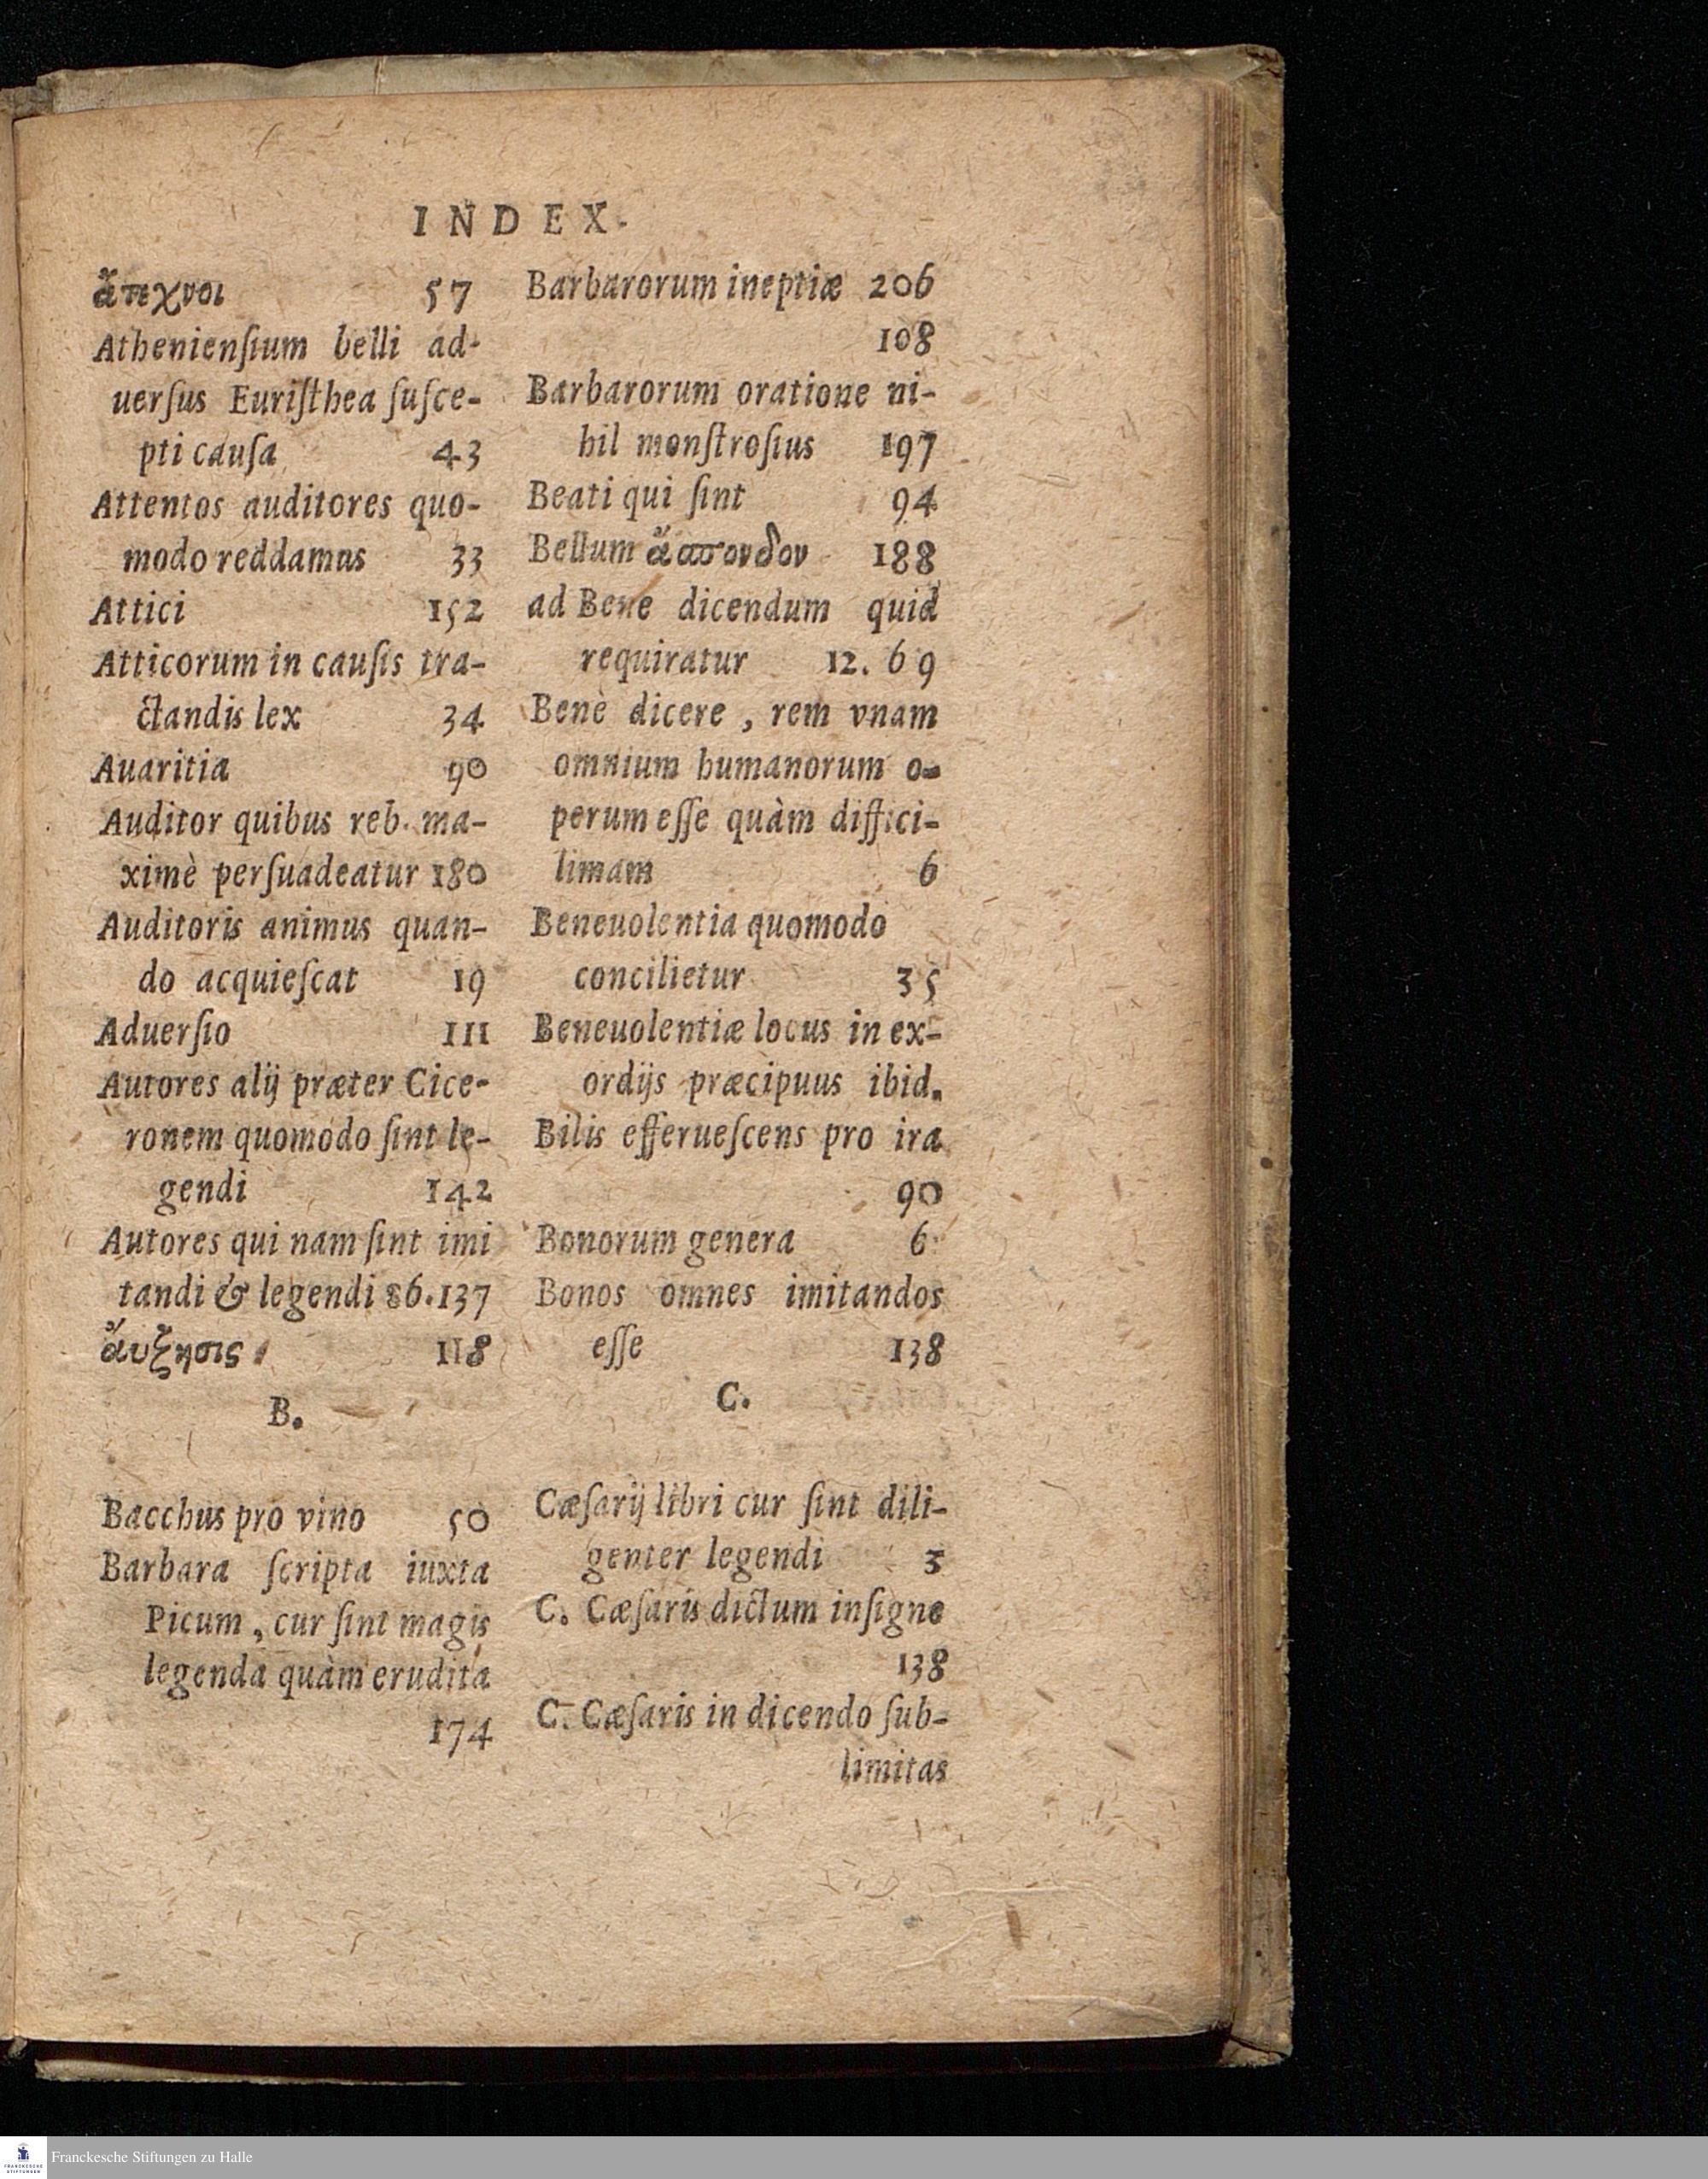 INDEX.
ἄτεχνοι 57
Athenienſium belli ad-
uerſus Euriſthea ſuſce-
pti cauſa 43
Attentos auditores quo-
modo reddamus 33
Attici 152
Atticorum in cauſis tra-
ctandis lex 34
Auaritia 90
Auditor quibus reb. ma-
ximè perſuadeatur 180
Auditoris animus quan-
do acquieſcat 19
Aduerſio 111
Autores alij præter Cice-
ronem quomodo ſint le-
gendi 142
Autores qui nam ſint imi
tandi & legendi 86.137
ἄυξησις 118
B.
Bacchus pro vino 50
Barbara ſcripta iuxta
Picum, cur ſint magis
legenda quàm erudita
174
Barbarorum ineptiæ 206
108
Barbarorum oratione ni-
hil monſtroſius 197
Beati qui ſint 94
Bellum ἄασονδον 188
ad Bene dicendum quid
requiratur 12. 69
Benè dicere, rem vnam
omnium humanorum o-
perum eſſe quàm diffici-
limam 6
Beneuolentia quomodo
concilietur 35
Beneuolentiæ locus in ex-
ordijs præcipuus ibid.
Bilis efferueſcens pro ira
90
Bonorum genera 6
Bonos omnes imitandos
eſſe 138
C.
Cæſarij libri cur ſint dili-
genter legendi 3
C. Cæſaris dictum inſigne
138
C. Cæſaris in dicendo ſub-
limitas
Franckesche Stiftungen zu Halle
FRANCKESCHE
STIFTUNGEN